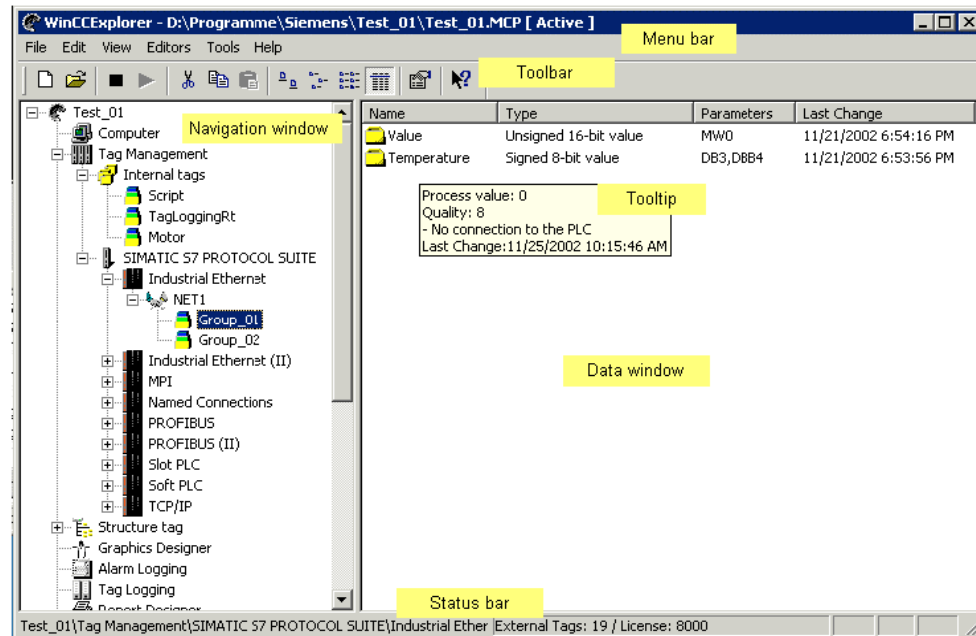 WinCCExplorer - D:\Programme\Siemens\Test_01\Test_01.MCP [ Active ]
File Edit View Editors Tools Help
Menu bar
Toolbar
Test_01
Navigation window
Computer
Tag Management
Internal tags
Script
TagLoggingRt
Motor
SIMATIC S7 PROTOCOL SUITE
Industrial Ethernet
NET1
Group_01
Group_02
Industrial Ethernet (II)
MPI
Named Connections
PROFIBUS
PROFIBUS (II)
Slot PLC
Soft PLC
TCP/IP
Structure tag
Graphics Designer
Alarm Logging
Tag Logging
Report Designer
Name Type Parameters Last Change
Value Unsigned 16-bit value MW0 11/21/2002 6:54:16 PM
Temperature Signed 8-bit value DB3,DBB4 11/21/2002 6:53:56 PM
Process value: 0
Tooltip
Quality: 8
- No connection to the PLC
Last Change:11/25/2002 10:15:46 AM
Data window
Status bar
Test_01\Tag Management\SIMATIC S7 PROTOCOL SUITE\Industrial Ether External Tags: 19 / License: 8000